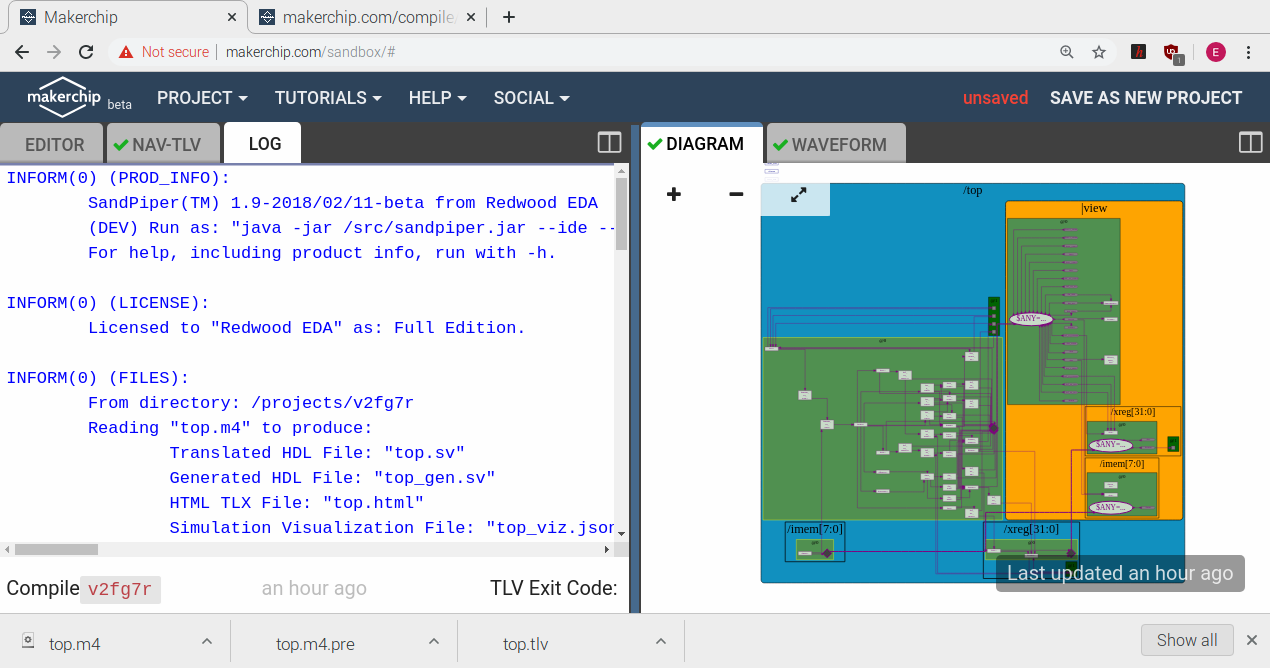 Makerchip
makerchip.com/compile
Not secure
makerchip.com/sandbox/#
1
E
makerchip beta
PROJECT
TUTORIALS
HELP
SOCIAL
unsaved
SAVE AS NEW PROJECT
EDITOR
NAV-TLV
LOG
DIAGRAM
WAVEFORM
INFORM(0) (PROD_INFO):
SandPiper(TM) 1.9-2018/02/11-beta from Redwood EDA
(DEV) Run as: "java -jar /src/sandpiper.jar --ide --
For help, including product info, run with -h.
INFORM(0) (LICENSE):
Licensed to "Redwood EDA" as: Full Edition.
INFORM(0) (FILES):
From directory: /projects/v2fg7r
Reading "top.m4" to produce:
Translated HDL File: "top.sv"
Generated HDL File: "top_gen.sv"
HTML TLX File: "top.html"
Simulation Visualization File: "top_viz.json
Compile v2fg7r
an hour ago
TLV Exit Code:
/top
|view
$ANY=...
/xreg[31:0]
$ANY=...
/imem[7:0]
$ANY=...
/imem[7:0]
/xreg[31:0]
Last updated an hour ago
top.m4
top.m4.pre
top.tlv
Show all